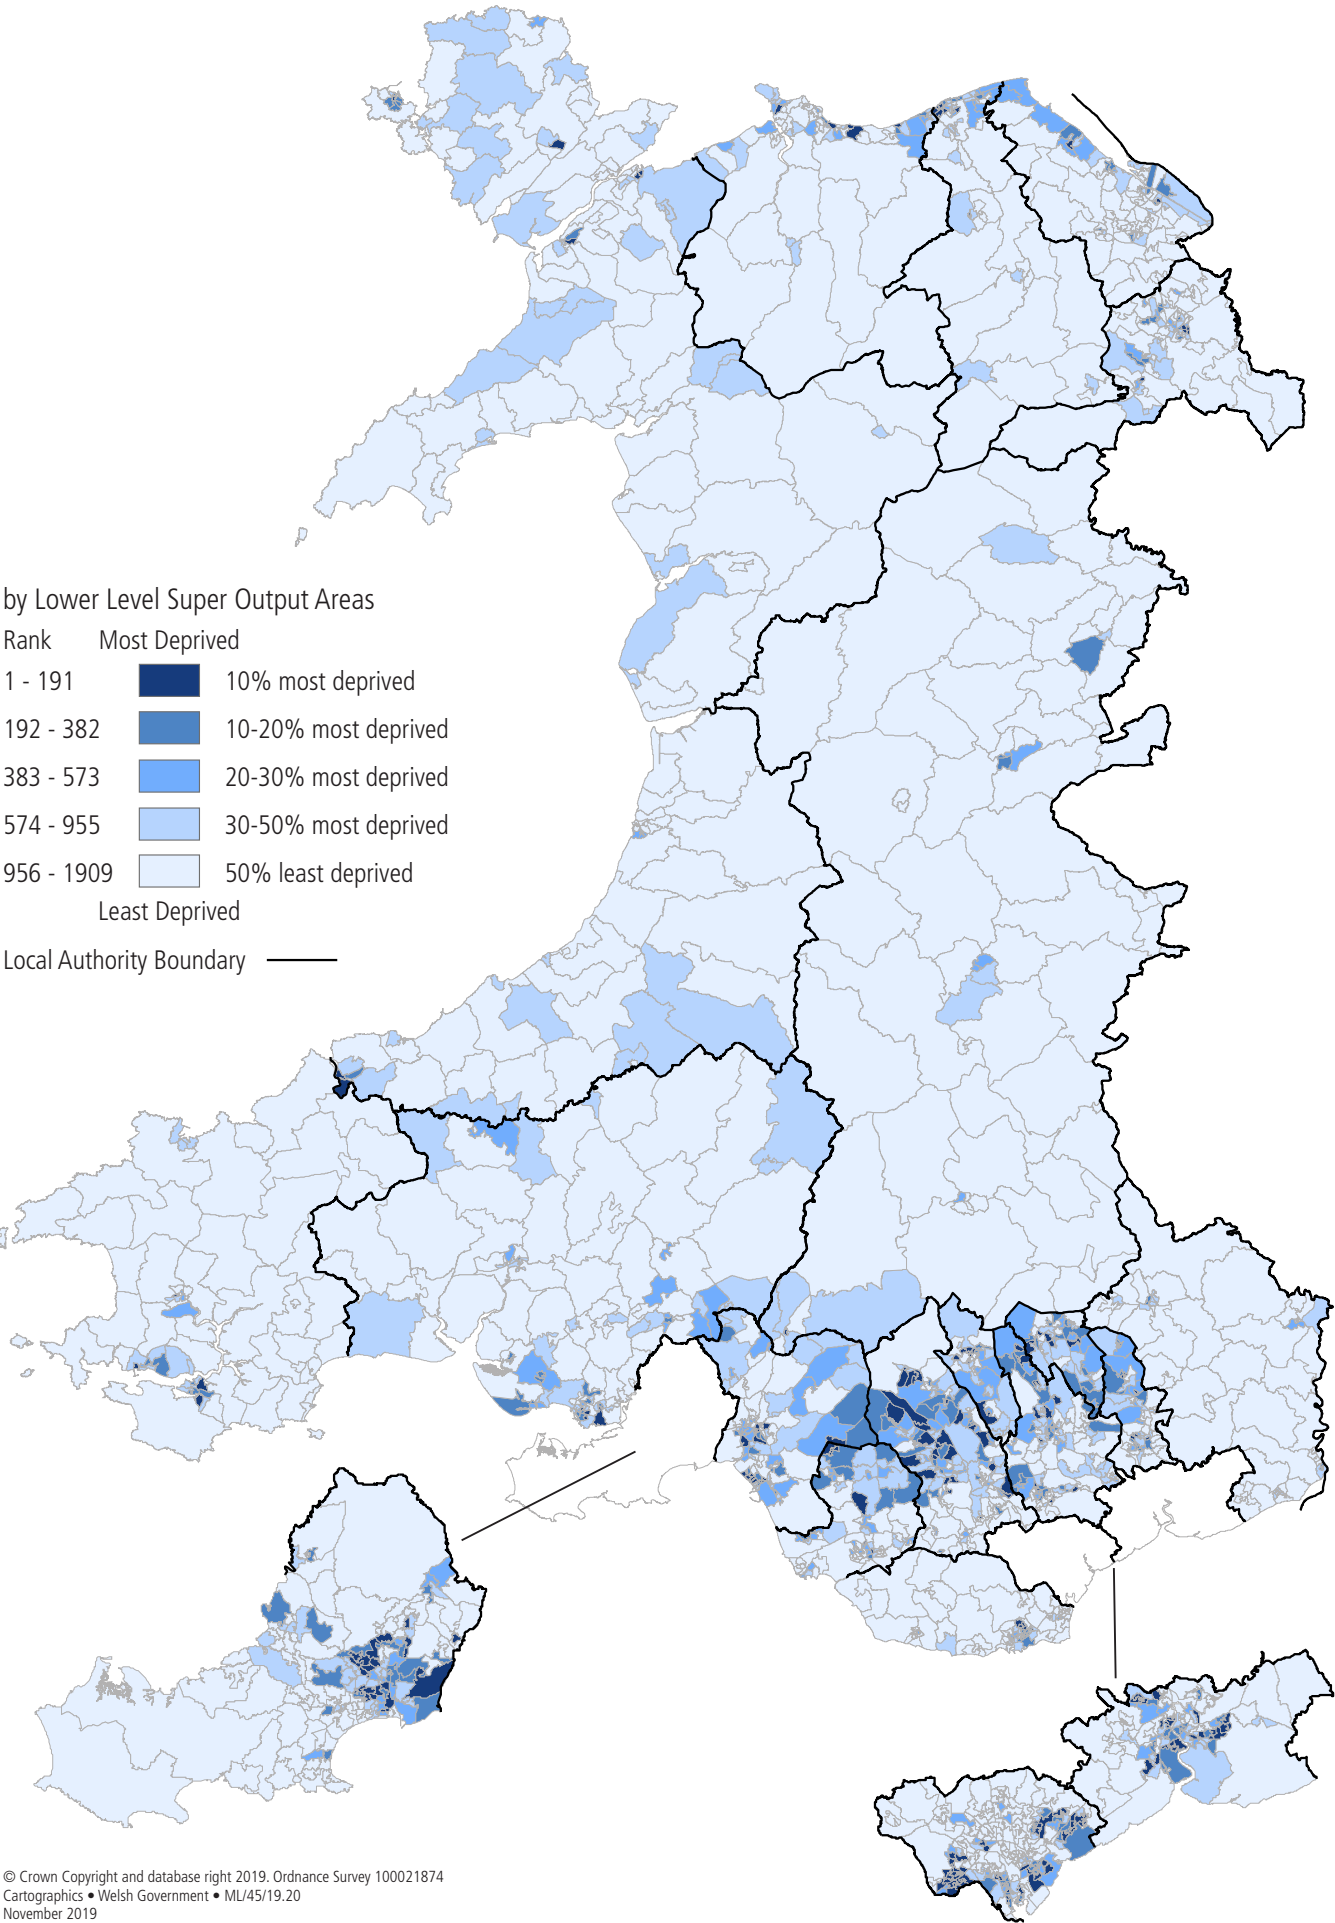 by Lower Level Super Output Areas
Rank Most Deprived
1 - 191 10% most deprived
192 - 382 10-20% most deprived
383 - 573 20-30% most deprived
574 - 955 30-50% most deprived
956 - 1909 50% least deprived
Least Deprived
Local Authority Boundary
© Crown Copyright and database right 2019. Ordnance Survey 100021874
Cartographics • Welsh Government • ML/45/19.20
November 2019